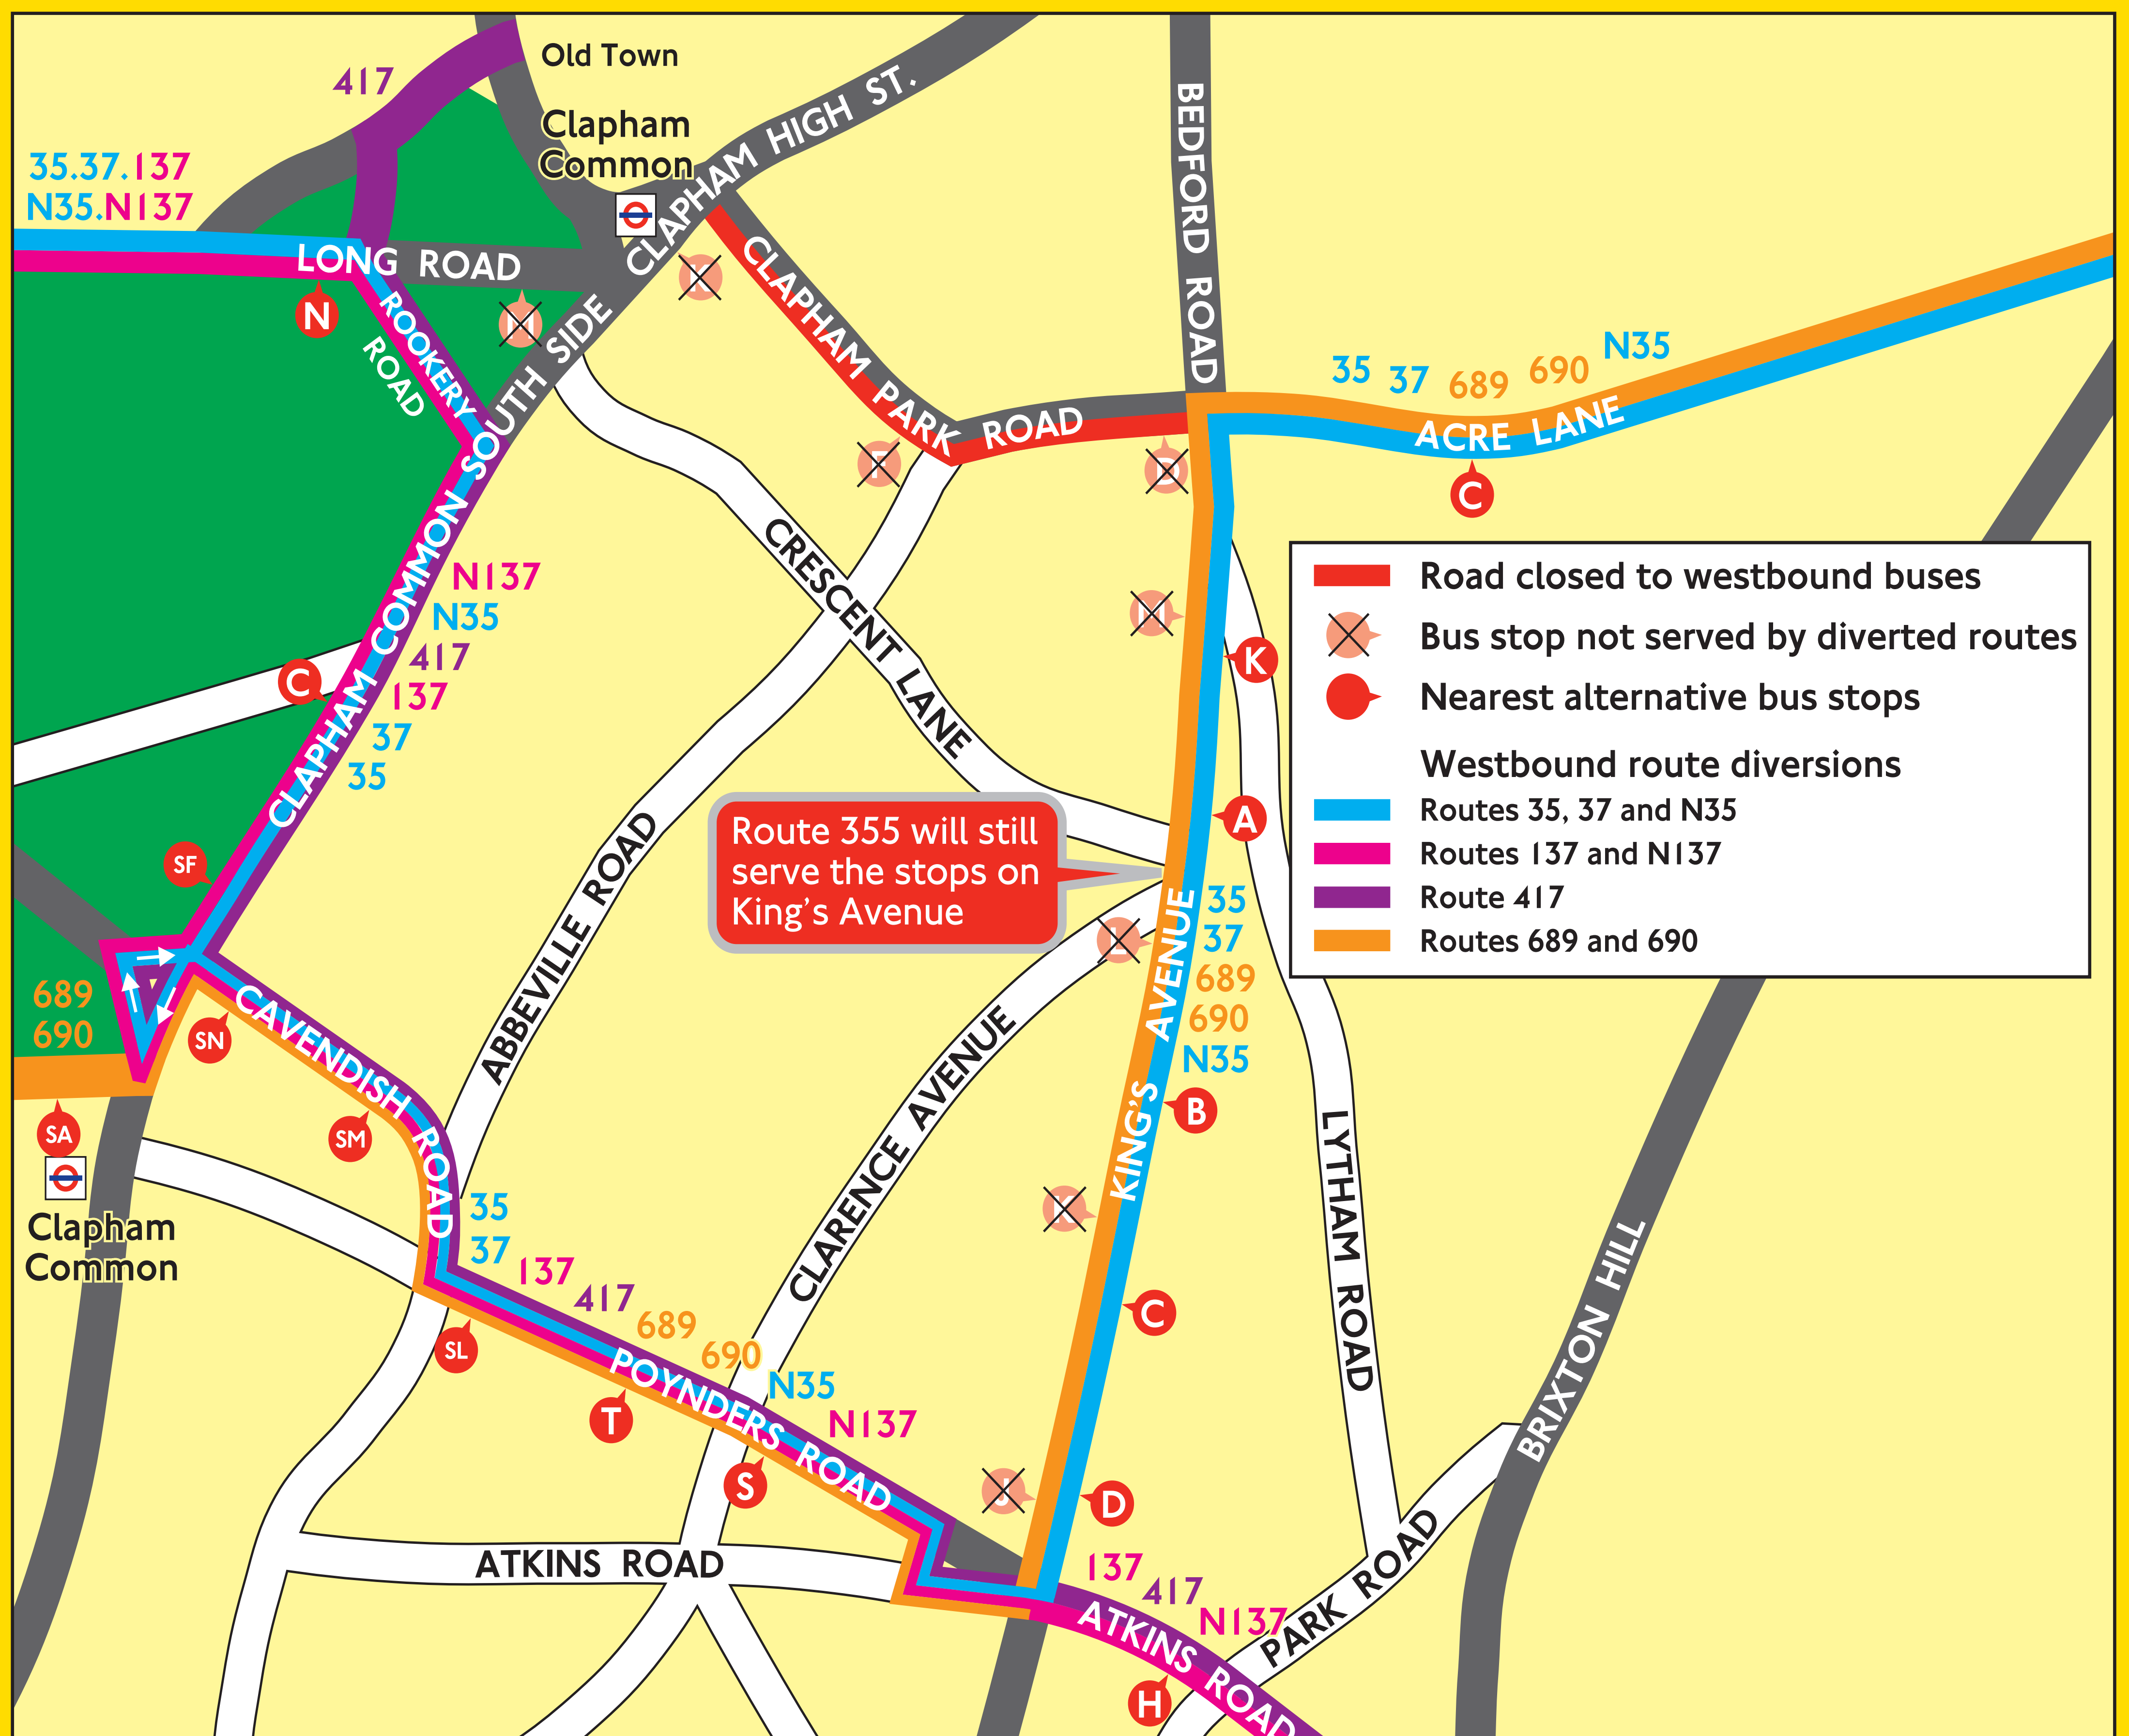 Old Town
417
Clapham
Common
CLAPHAM HIGH ST.
BEDFORD ROAD
35.37.137
N35.N137
LONG ROAD
N
M
K
ROOKERY
ROAD
CLAPHAM PARK ROAD
F
D
35 37 689 690 N35
ACRE LANE
C
CLAPHAM COMMON SOUTH SIDE
N137
N35
417
137
37
35
C
CRESCENT LANE
Road closed to westbound buses
Bus stop not served by diverted routes
Nearest alternative bus stops
Westbound route diversions
Routes 35, 37 and N35
Routes 137 and N137
Route 417
Routes 689 and 690
K
A
Route 355 will still
serve the stops on
King's Avenue
SF
ABBEVILLE ROAD
L
35
37
689
690
N35
KING'S AVENUE
689
690
SN
CAVENDISH ROAD
SM
SA
Clapham
Common
CLARENCE AVENUE
B
K
C
LYTHAM ROAD
BRIXTON HILL
35
37
137
417
689
690
N35
N137
SL
T
POYNDERS ROAD
S
J
D
ATKINS ROAD
137
417
N137
PARK ROAD
ATKINS ROAD
H